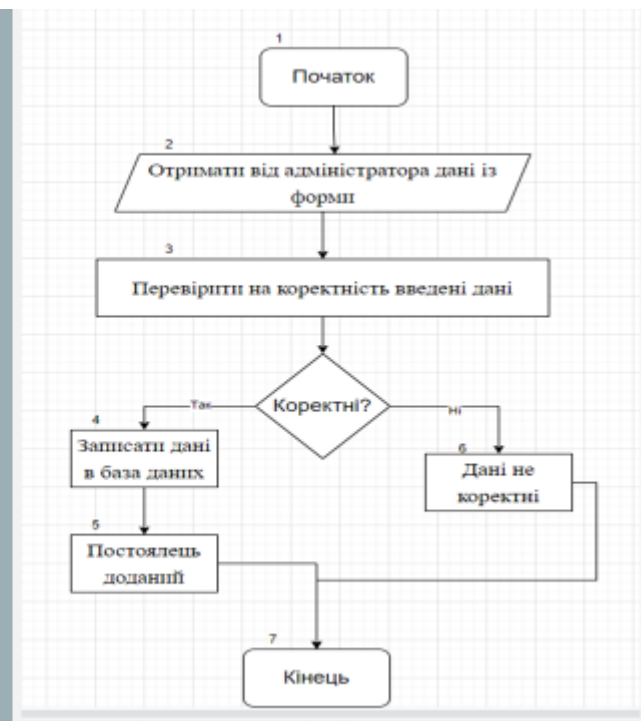 1
Початок
2
Отримати від адміністратора дані із
форми
3
Перевірити на коректність введені дані
Коректні?
Так
Ні
4
Записати дані
в база даних
6
Дані не
коректні
5
Постоялець
доданий
7
Кінець